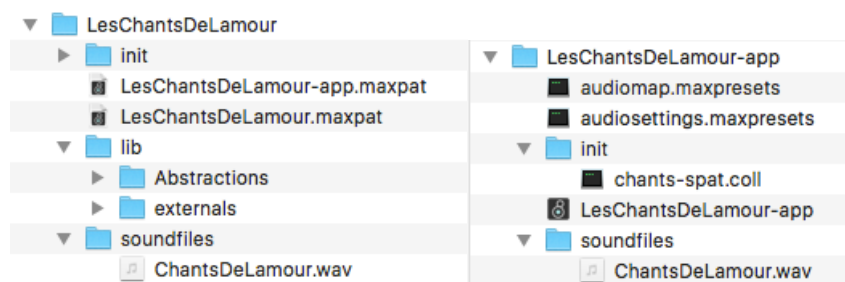 LesChantsDeLamour
init
LesChantsDeLamour-app.maxpat
LesChantsDeLamour.maxpat
lib
Abstractions
externals
soundfiles
ChantsDeLamour.wav
LesChantsDeLamour-app
audiomap.maxpresets
audiosettings.maxpresets
init
chants-spat.coll
LesChantsDeLamour-app
soundfiles
ChantsDeLamour.wav